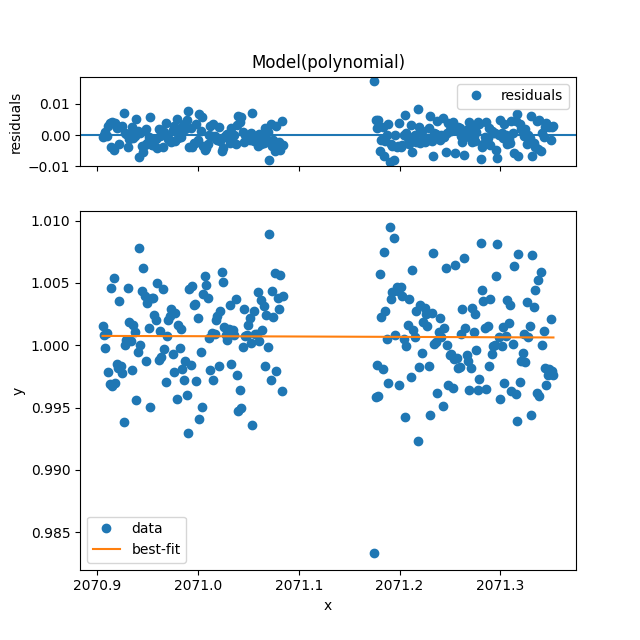 Model(polynomial)
residuals
0.01
0.00
−0.01
residuals
1.010
1.005
1.000
0.995
0.990
0.985
y
data
best-fit
2070.9
2071.0
2071.1
2071.2
2071.3
x